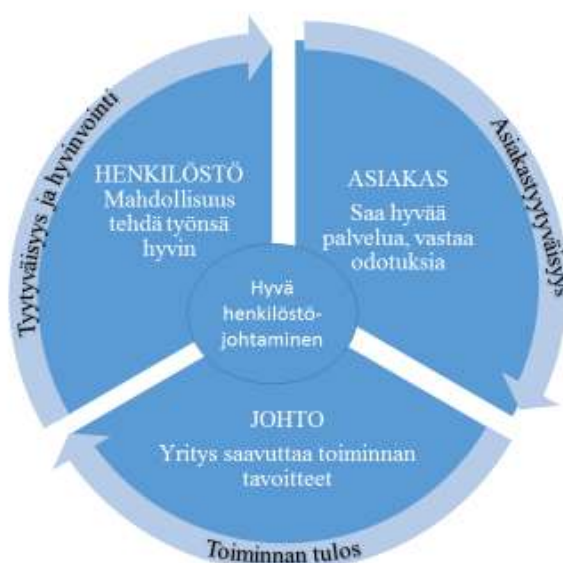 Tyytyväisyys ja hyvinvointi
HENKILÖSTÖ
Mahdollisuus
tehdä työnsä
hyvin
ASIAKAS
Saa hyvää
palvelua, vastaa
odotuksia
Asiakastyytyväisyys
Hyvä
henkilöstö-
johtaminen
JOHTO
Yritys saavuttaa toiminnan
tavoitteet
Toiminnan tulos